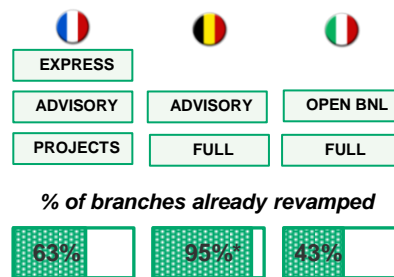 EXPRESS
ADVISORY ADVISORY OPEN BNL
PROJECTS FULL FULL
% of branches already revamped
63% 95%* 43%